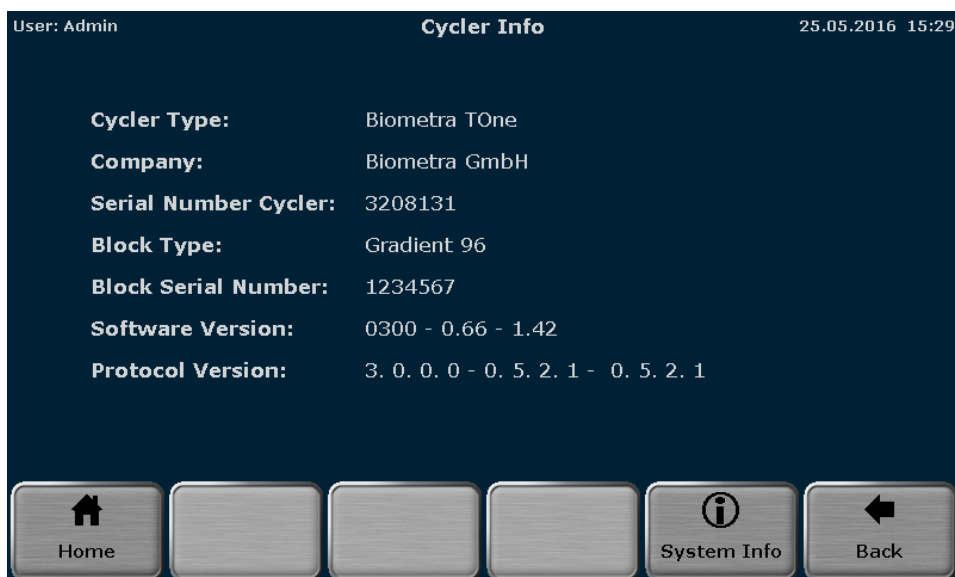 User: Admin Cycler Info 25.05.2016 15:29
Cycler Type: Biometra TOne
Company: Biometra GmbH
Serial Number Cycler: 3208131
Block Type: Gradient 96
Block Serial Number: 1234567
Software Version: 0300 - 0.66 - 1.42
Protocol Version: 3. 0. 0. 0 - 0. 5. 2. 1 - 0. 5. 2. 1
Home System Info Back